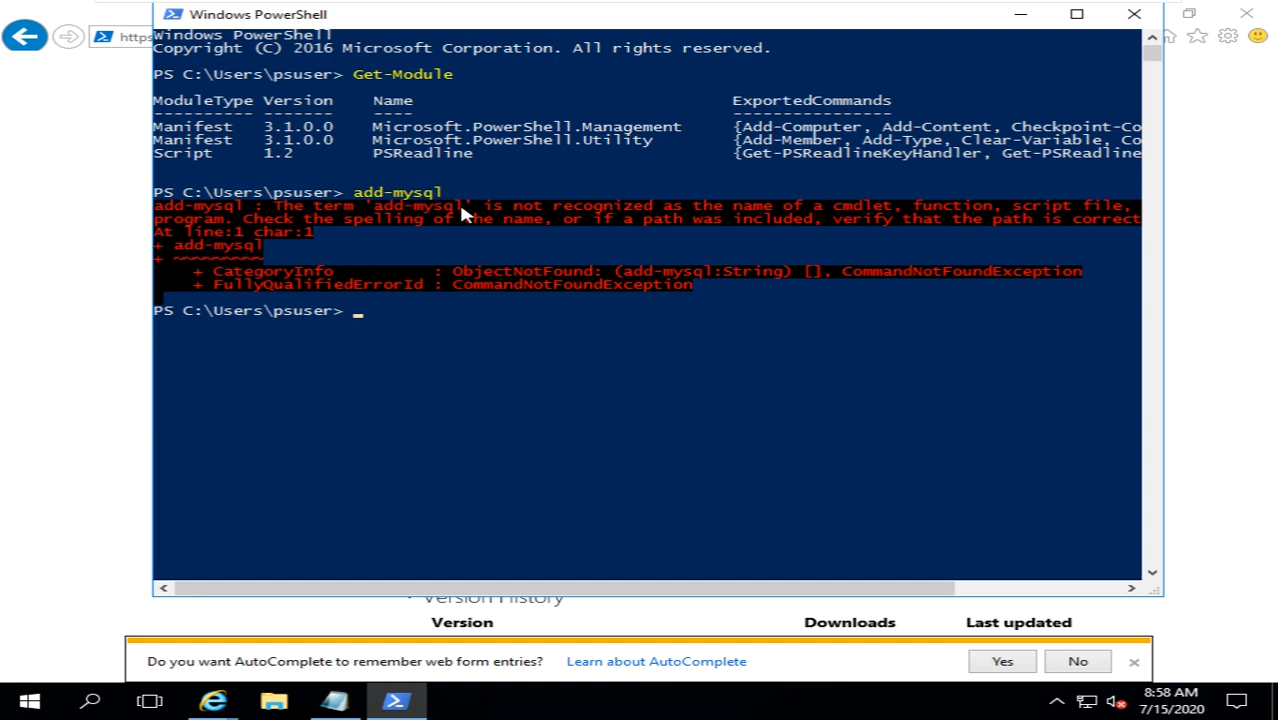 Windows PowerShell
https
Windows PowerShell
Copyright (C) 2016 Microsoft Corporation. All rights reserved.
PS C:\Users\psuser> Get-Module
ModuleType Version Name ExportedCommands
---------- ------- ---- ----------------
Manifest 3.1.0.0 Microsoft.PowerShell.Management {Add-Computer, Add-Content, Checkpoint-Co
Manifest 3.1.0.0 Microsoft.PowerShell.Utility {Add-Member, Add-Type, Clear-Variable, Co
Script 1.2 PSReadline {Get-PSReadlineKeyHandler, Get-PSReadline
PS C:\Users\psuser> add-mysql
add-mysql : The term 'add-mysql' is not recognized as the name of a cmdlet, function, script file,
program. Check the spelling of the name, or if a path was included, verify that the path is correct
At line:1 char:1
+ add-mysql
+ ~~~~~~~~~
+ CategoryInfo : ObjectNotFound: (add-mysql:String) [], CommandNotFoundException
+ FullyQualifiedErrorId : CommandNotFoundException
PS C:\Users\psuser> _
Version History
Version Downloads Last updated
Do you want AutoComplete to remember web form entries? Learn about AutoComplete Yes No
8:58 AM
7/15/2020